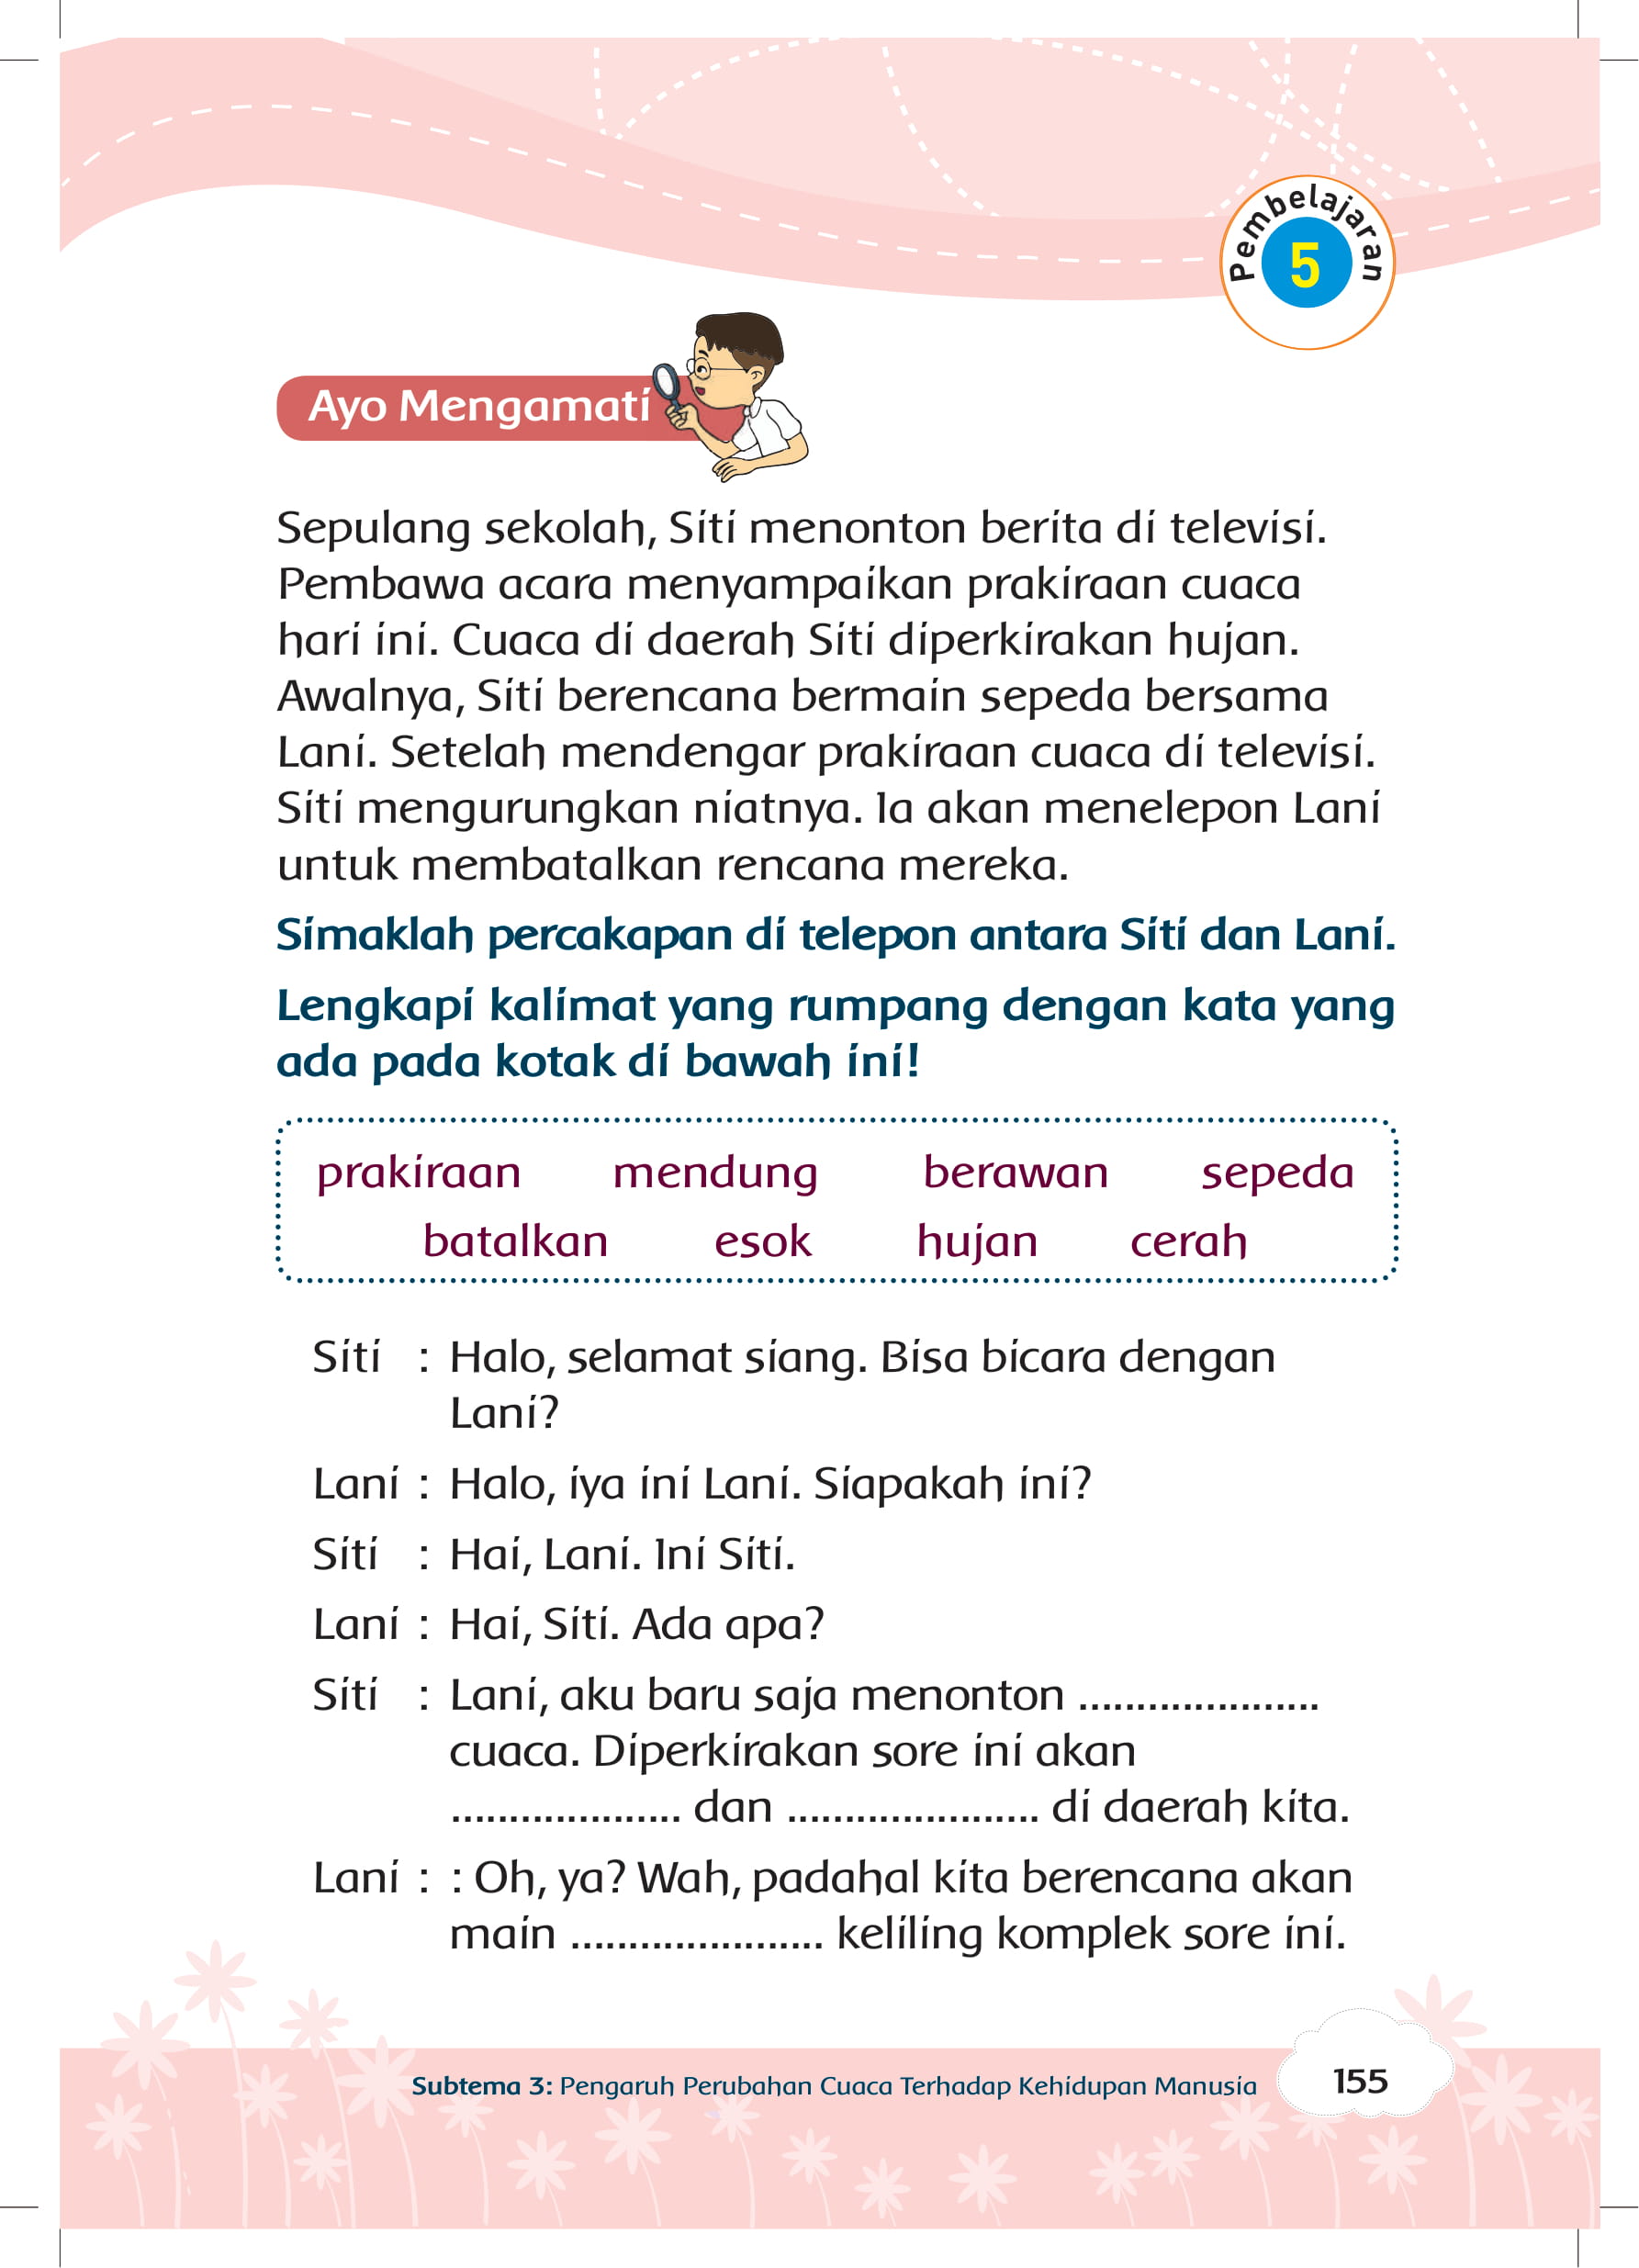 Pembelajaran
5
Ayo Mengamati
Sepulang sekolah, Siti menonton berita di televisi.
Pembawa acara menyampaikan prakiraan cuaca
hari ini. Cuaca di daerah Siti diperkirakan hujan.
Awalnya, Siti berencana bermain sepeda bersama
Lani. Setelah mendengar prakiraan cuaca di televisi.
Siti mengurungkan niatnya. Ia akan menelepon Lani
untuk membatalkan rencana mereka.
Simaklah percakapan di telepon antara Siti dan Lani.
Lengkapi kalimat yang rumpang dengan kata yang
ada pada kotak di bawah ini!
prakiraan mendung berawan sepeda
batalkan esok hujan cerah
Siti : Halo, selamat siang. Bisa bicara dengan
Lani?
Lani : Halo, iya ini Lani. Siapakah ini?
Siti : Hai, Lani. Ini Siti.
Lani : Hai, Siti. Ada apa?
Siti : Lani, aku baru saja menonton .....................
cuaca. Diperkirakan sore ini akan
.................... dan ...................... di daerah kita.
Lani : : Oh, ya? Wah, padahal kita berencana akan
main ...................... keliling komplek sore ini.
Subtema 3: Pengaruh Perubahan Cuaca Terhadap Kehidupan Manusia
155